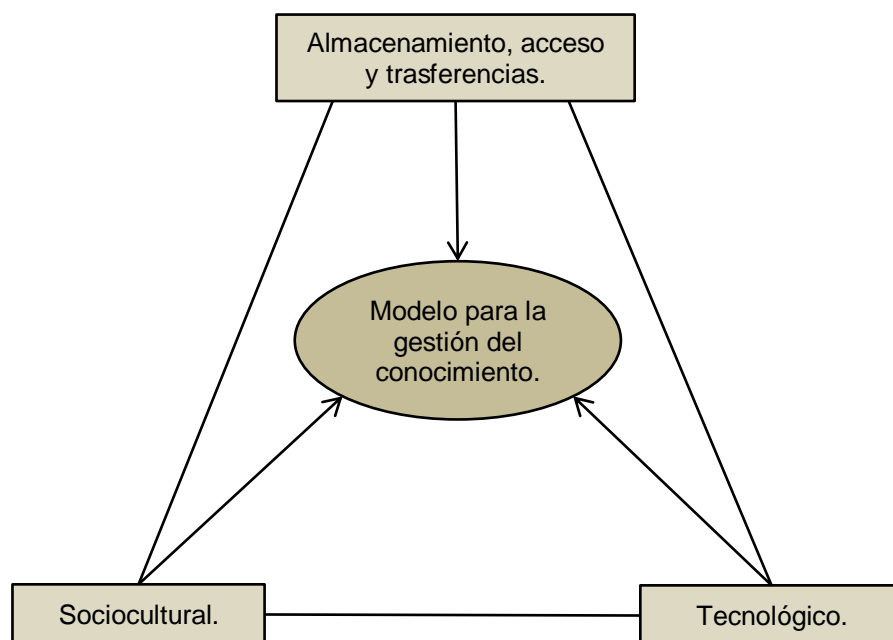 Almacenamiento, acceso
y trasferencias.
Modelo para la
gestión del
conocimiento.
Sociocultural.
Tecnológico.